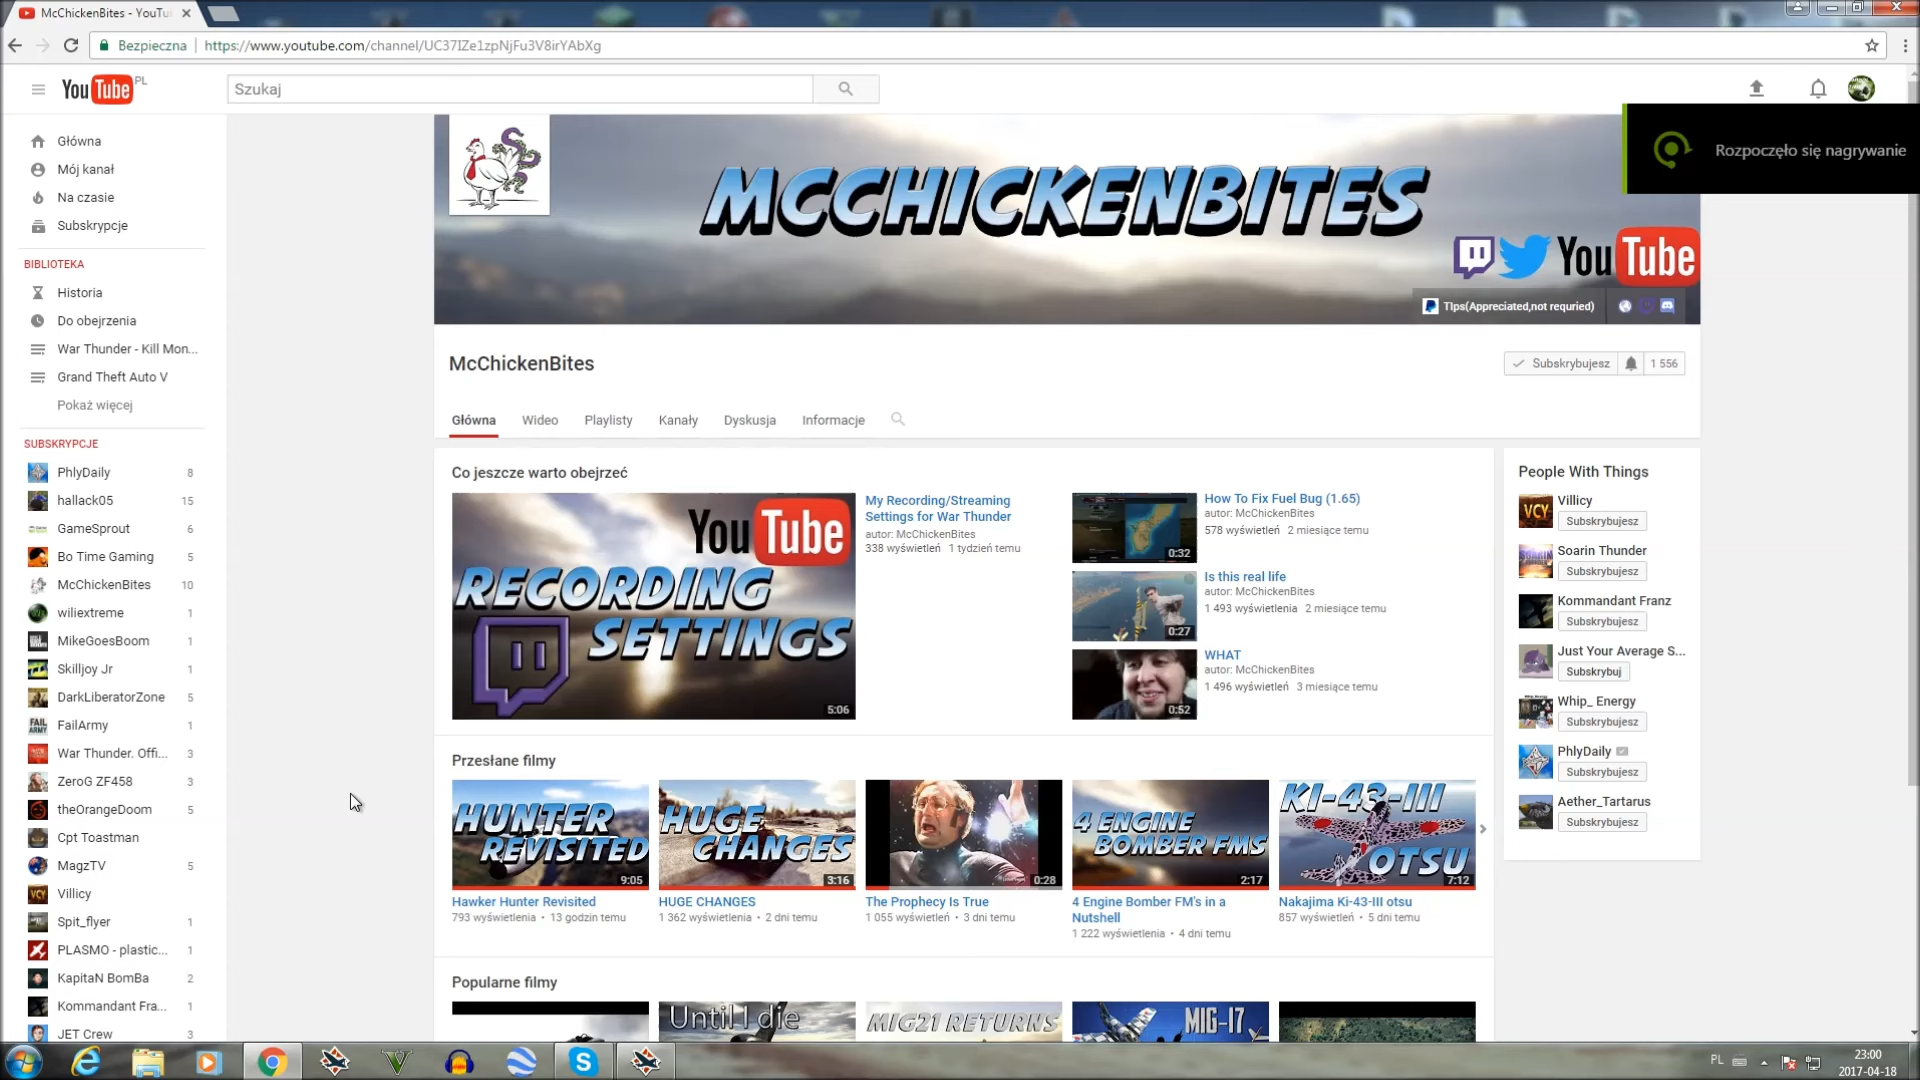 McChickenBites - YouTu
Bezpieczna
https://www.youtube.com/channel/UC37IZe1zpNjFu3V8irYAbXg
YouTube PL
Szukaj
Rozpoczęło się nagrywanie
Główna
Mój kanał
Na czasie
Subskrypcje
BIBLIOTEKA
Historia
Do obejrzenia
War Thunder - Kill Mon...
Grand Theft Auto V
Pokaż więcej
SUBSKRYPCJE
PhlyDaily 8
hallack05 15
GameSprout 6
Bo Time Gaming 5
McChickenBites 10
wiliextreme 1
MikeGoesBoom 1
Skilljoy Jr 1
DarkLiberatorZone 5
FailArmy 1
War Thunder. Offi... 3
ZeroG ZF458 3
theOrangeDoom 5
Cpt Toastman
MagzTV 5
Villicy
Spit_flyer 1
PLASMO - plastic... 1
KapitaN BomBa 2
Kommandant Fra... 1
JET Crew 3
MCCHICKENBITES
YouTube
TIps(Appreciated,not requried)
McChickenBites
Subskrybujesz 1 556
Główna Wideo Playlisty Kanały Dyskusja Informacje
Co jeszcze warto obejrzeć
YouTube
RECORDING
SETTINGS
5:06
My Recording/Streaming
Settings for War Thunder
autor: McChickenBites
338 wyświetleń 1 tydzień temu
0:32
How To Fix Fuel Bug (1.65)
autor: McChickenBites
578 wyświetleń 2 miesiące temu
0:27
Is this real life
autor: McChickenBites
1 493 wyświetlenia 2 miesiące temu
0:52
WHAT
autor: McChickenBites
1 496 wyświetleń 3 miesiące temu
Przesłane filmy
HUNTER
REVISITED
9:05
Hawker Hunter Revisited
793 wyświetlenia • 13 godzin temu
HUGE
CHANGES
3:16
HUGE CHANGES
1 362 wyświetlenia • 2 dni temu
0:28
The Prophecy Is True
1 055 wyświetleń • 3 dni temu
4 ENGINE
BOMBER FMS
2:17
4 Engine Bomber FM's in a
Nutshell
1 222 wyświetlenia • 4 dni temu
KI-43-III
OTSU
7:12
Nakajima Ki-43-III otsu
857 wyświetleń • 5 dni temu
Popularne filmy
Until I die
MIG21 RETURNS
MIG-17
People With Things
VCY
Villicy
Subskrybujesz
Soarin Thunder
Subskrybujesz
Kommandant Franz
Subskrybujesz
Just Your Average S...
Subskrybuj
Whip_ Energy
Subskrybujesz
PhlyDaily
Subskrybujesz
Aether_Tartarus
Subskrybujesz
PL
23:00
2017-04-18